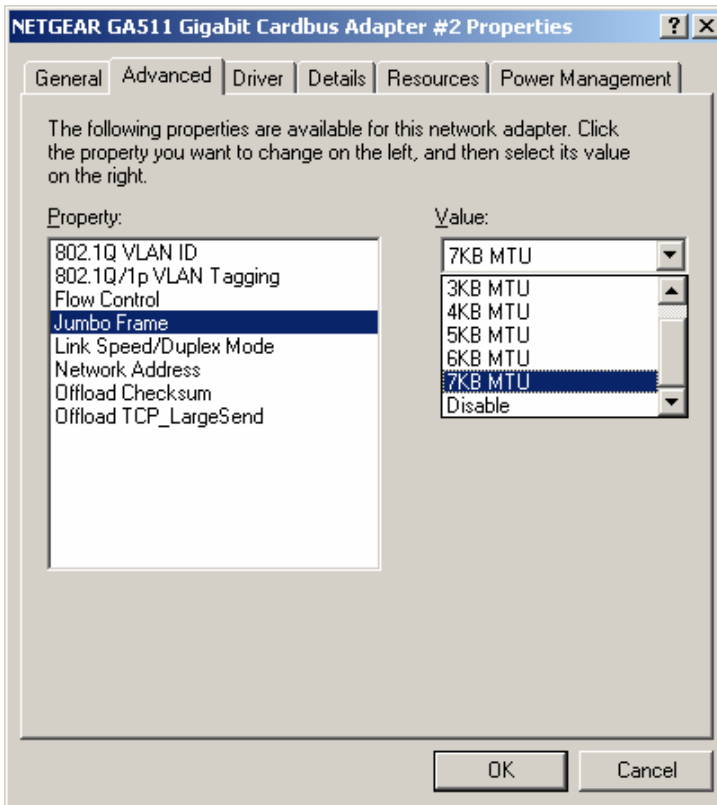 NETGEAR GA511 Gigabit Cardbus Adapter #2 Properties
General Advanced Driver Details Resources Power Management
The following properties are available for this network adapter. Click
the property you want to change on the left, and then select its value
on the right.
Property:
802.1Q VLAN ID
802.1Q/1p VLAN Tagging
Flow Control
Jumbo Frame
Link Speed/Duplex Mode
Network Address
Offload Checksum
Offload TCP_LargeSend
Value:
7KB MTU
3KB MTU
4KB MTU
5KB MTU
6KB MTU
7KB MTU
Disable
OK Cancel